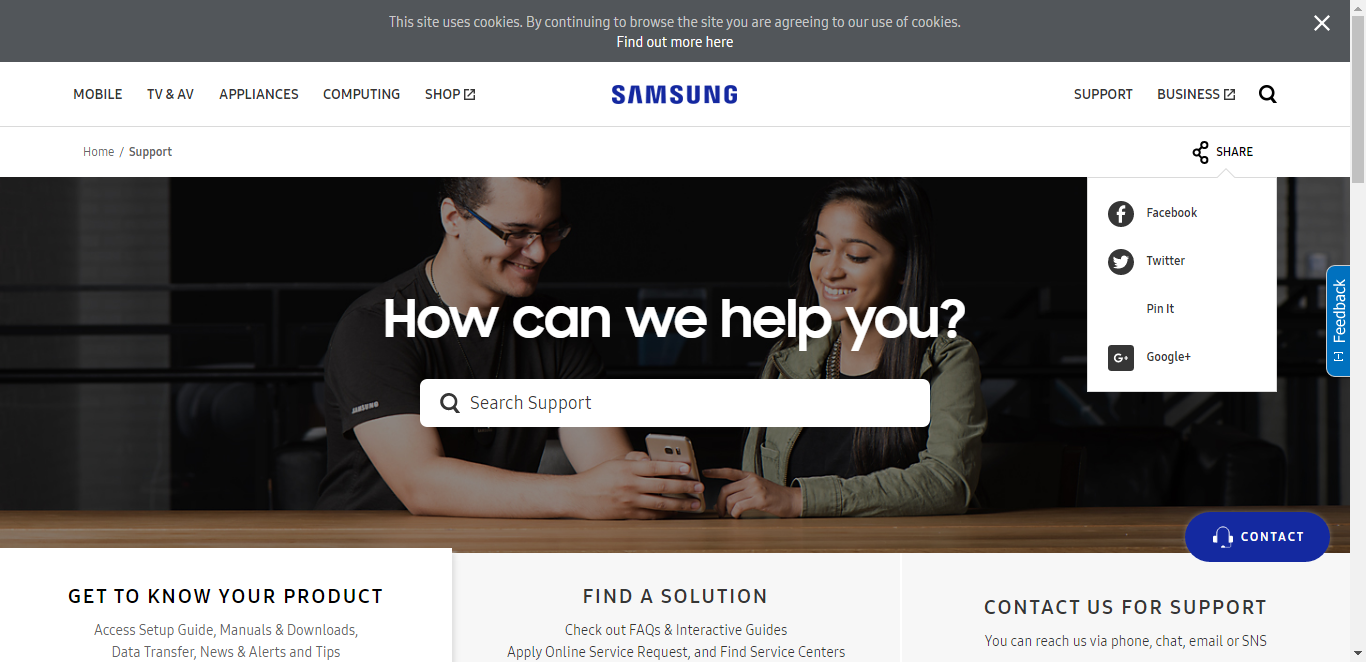 This site uses cookies. By continuing to browse the site you are agreeing to our use of cookies.
Find out more here
MOBILE TV & AV APPLIANCES COMPUTING SHOP SAMSUNG SUPPORT BUSINESS
Home / Support SHARE
Facebook
Twitter
Pin It
Google+
Feedback
How can we help you?
Search Support
SAMSUNG
CONTACT
GET TO KNOW YOUR PRODUCT
Access Setup Guide, Manuals & Downloads,
Data Transfer, News & Alerts and Tips
FIND A SOLUTION
Check out FAQs & Interactive Guides
Apply Online Service Request, and Find Service Centers
CONTACT US FOR SUPPORT
You can reach us via phone, chat, email or SNS